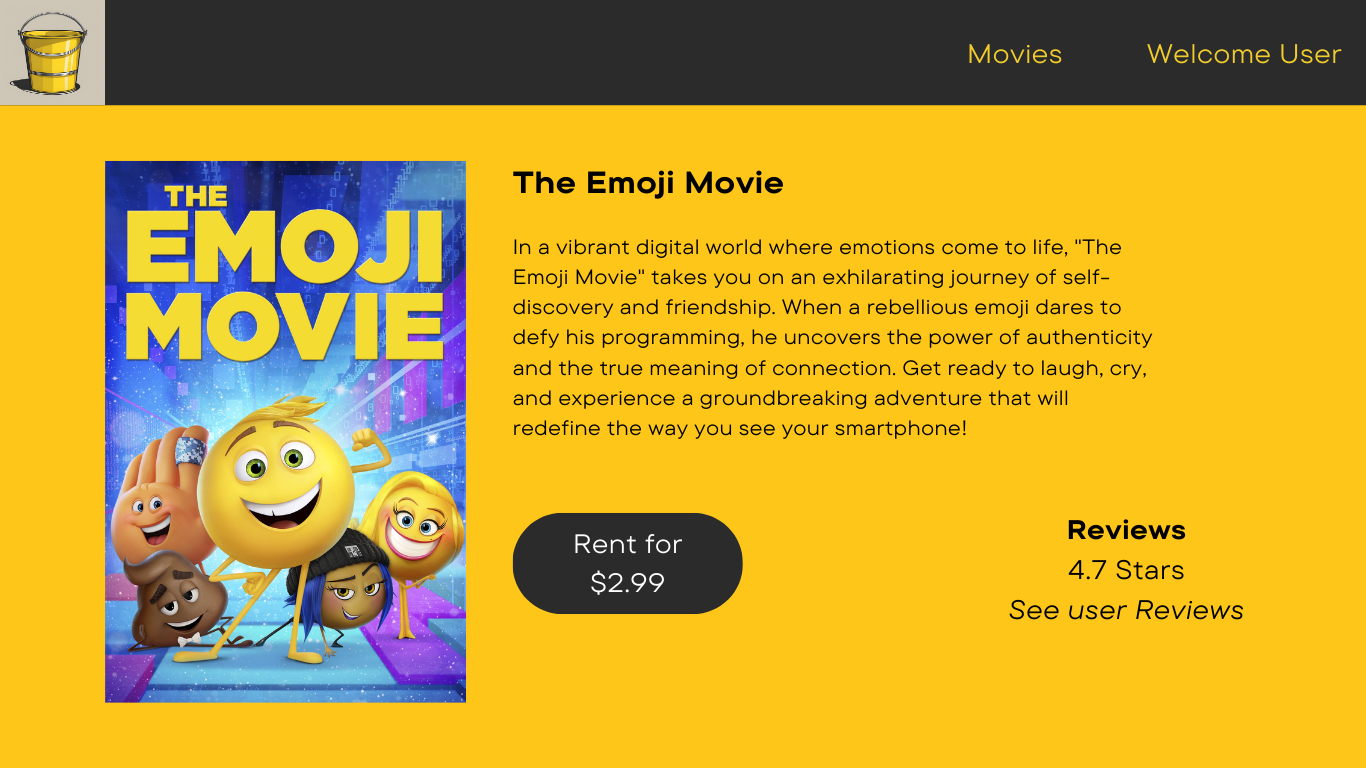 Movies
Welcome User
THE
EMOJI
MOVIE
The Emoji Movie
In a vibrant digital world where emotions come to life, "The
Emoji Movie" takes you on an exhilarating journey of self-
discovery and friendship. When a rebellious emoji dares to
defy his programming, he uncovers the power of authenticity
and the true meaning of connection. Get ready to laugh, cry,
and experience a groundbreaking adventure that will
redefine the way you see your smartphone!
Rent for
$2.99
Reviews
4.7 Stars
See user Reviews